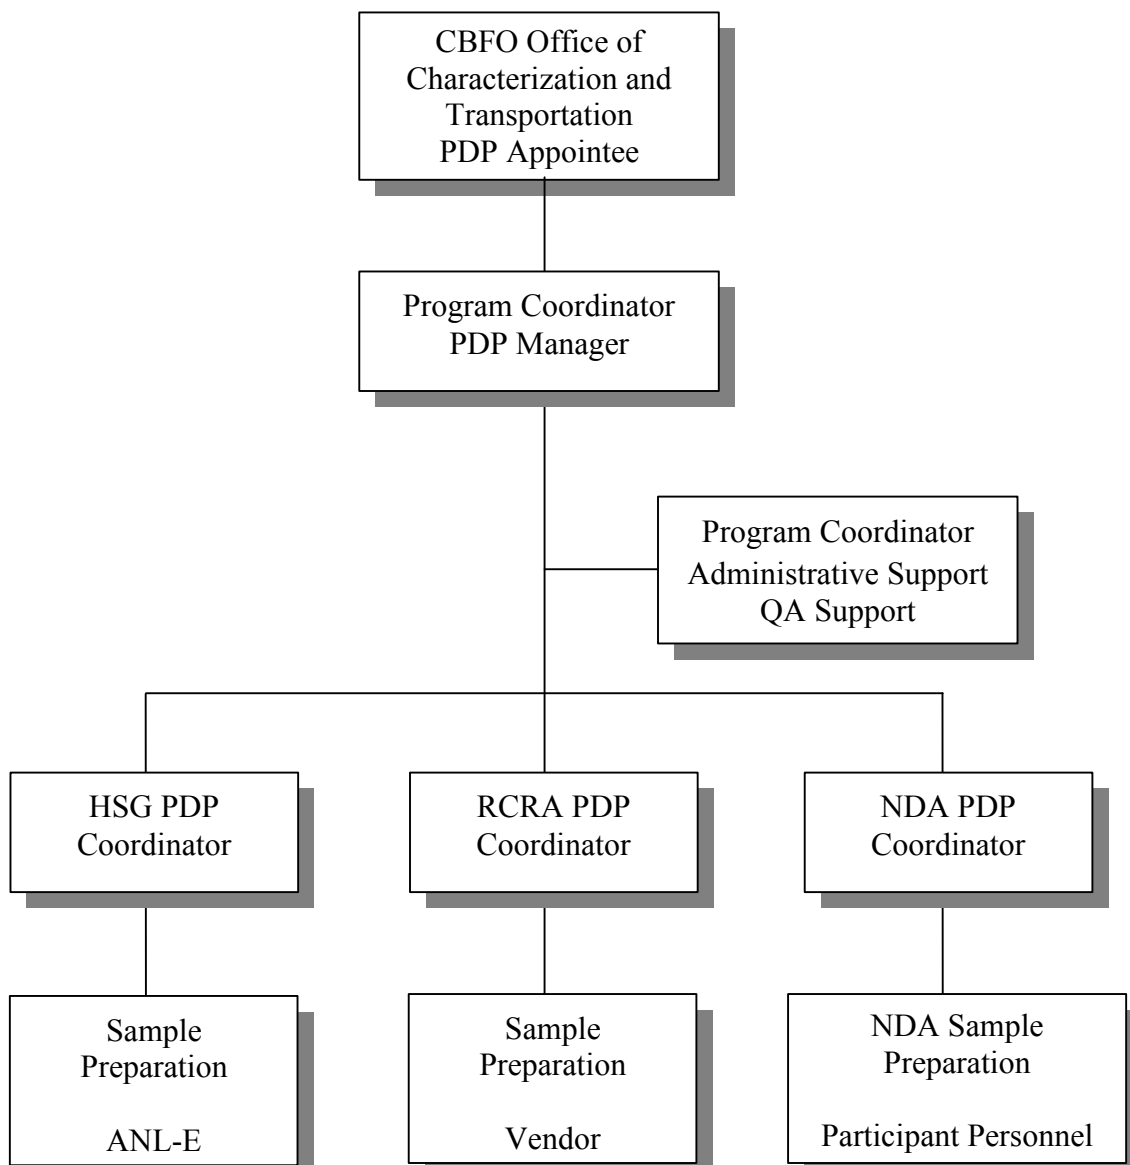 CBFO Office of
Characterization and
Transportation
PDP Appointee
Program Coordinator
PDP Manager
Program Coordinator
Administrative Support
QA Support
HSG PDP
Coordinator
RCRA PDP
Coordinator
NDA PDP
Coordinator
Sample
Preparation
ANL-E
Sample
Preparation
Vendor
NDA Sample
Preparation
Participant Personnel